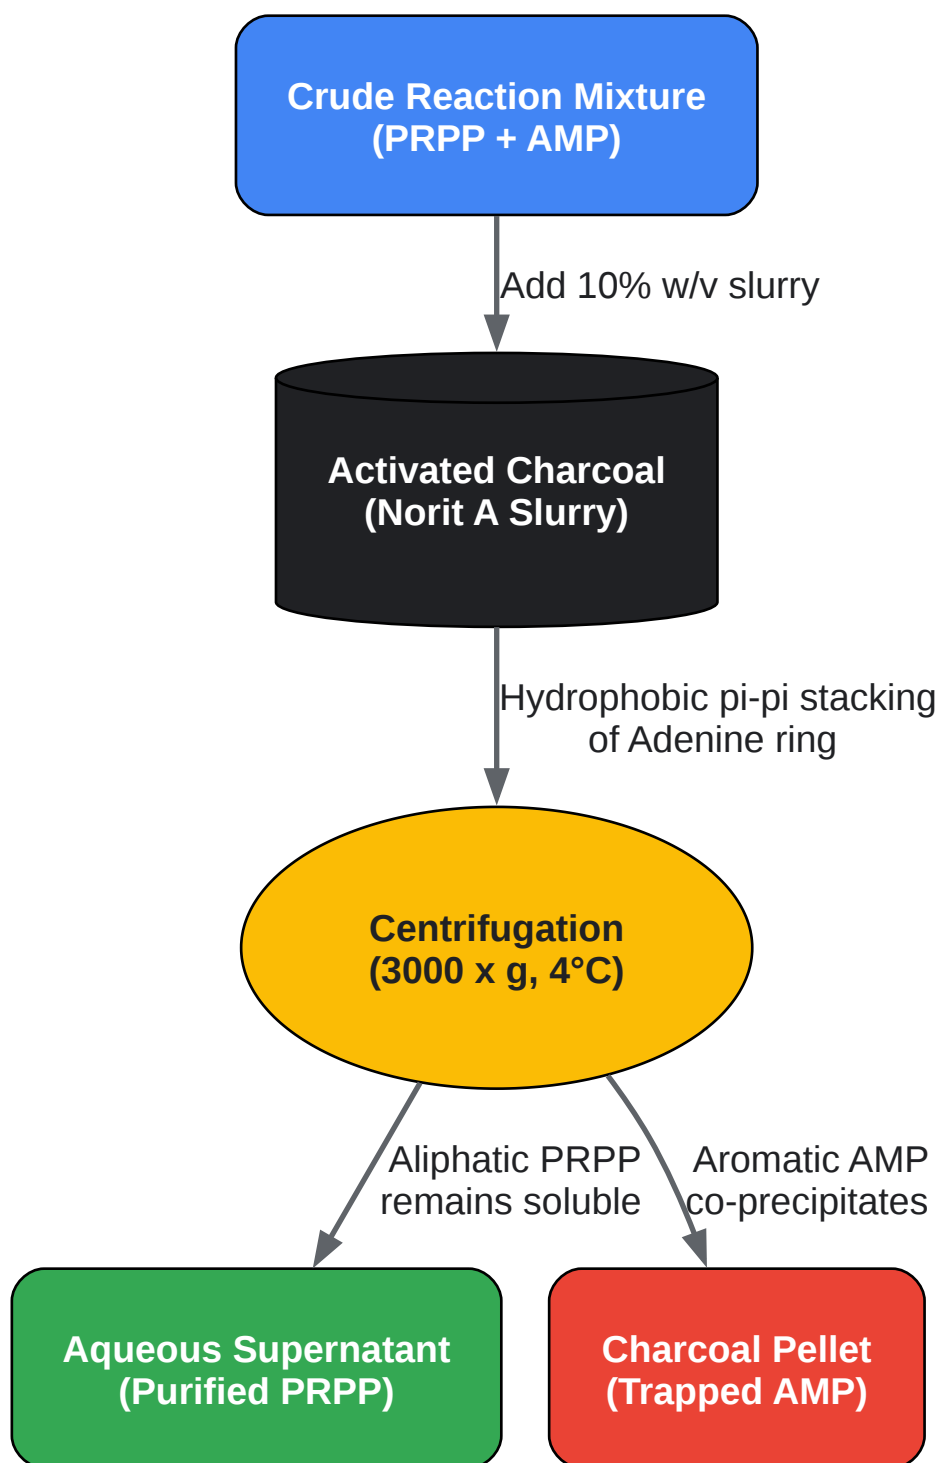 Crude Reaction Mixture
(PRPP + AMP)
Add 10% w/v slurry
Activated Charcoal
(Norit A Slurry)
Hydrophobic pi-pi stacking
of Adenine ring
Centrifugation
(3000 x g, 4°C)
Aliphatic PRPP
remains soluble
Aromatic AMP
co-precipitates
Aqueous Supernatant
(Purified PRPP)
Charcoal Pellet
(Trapped AMP)